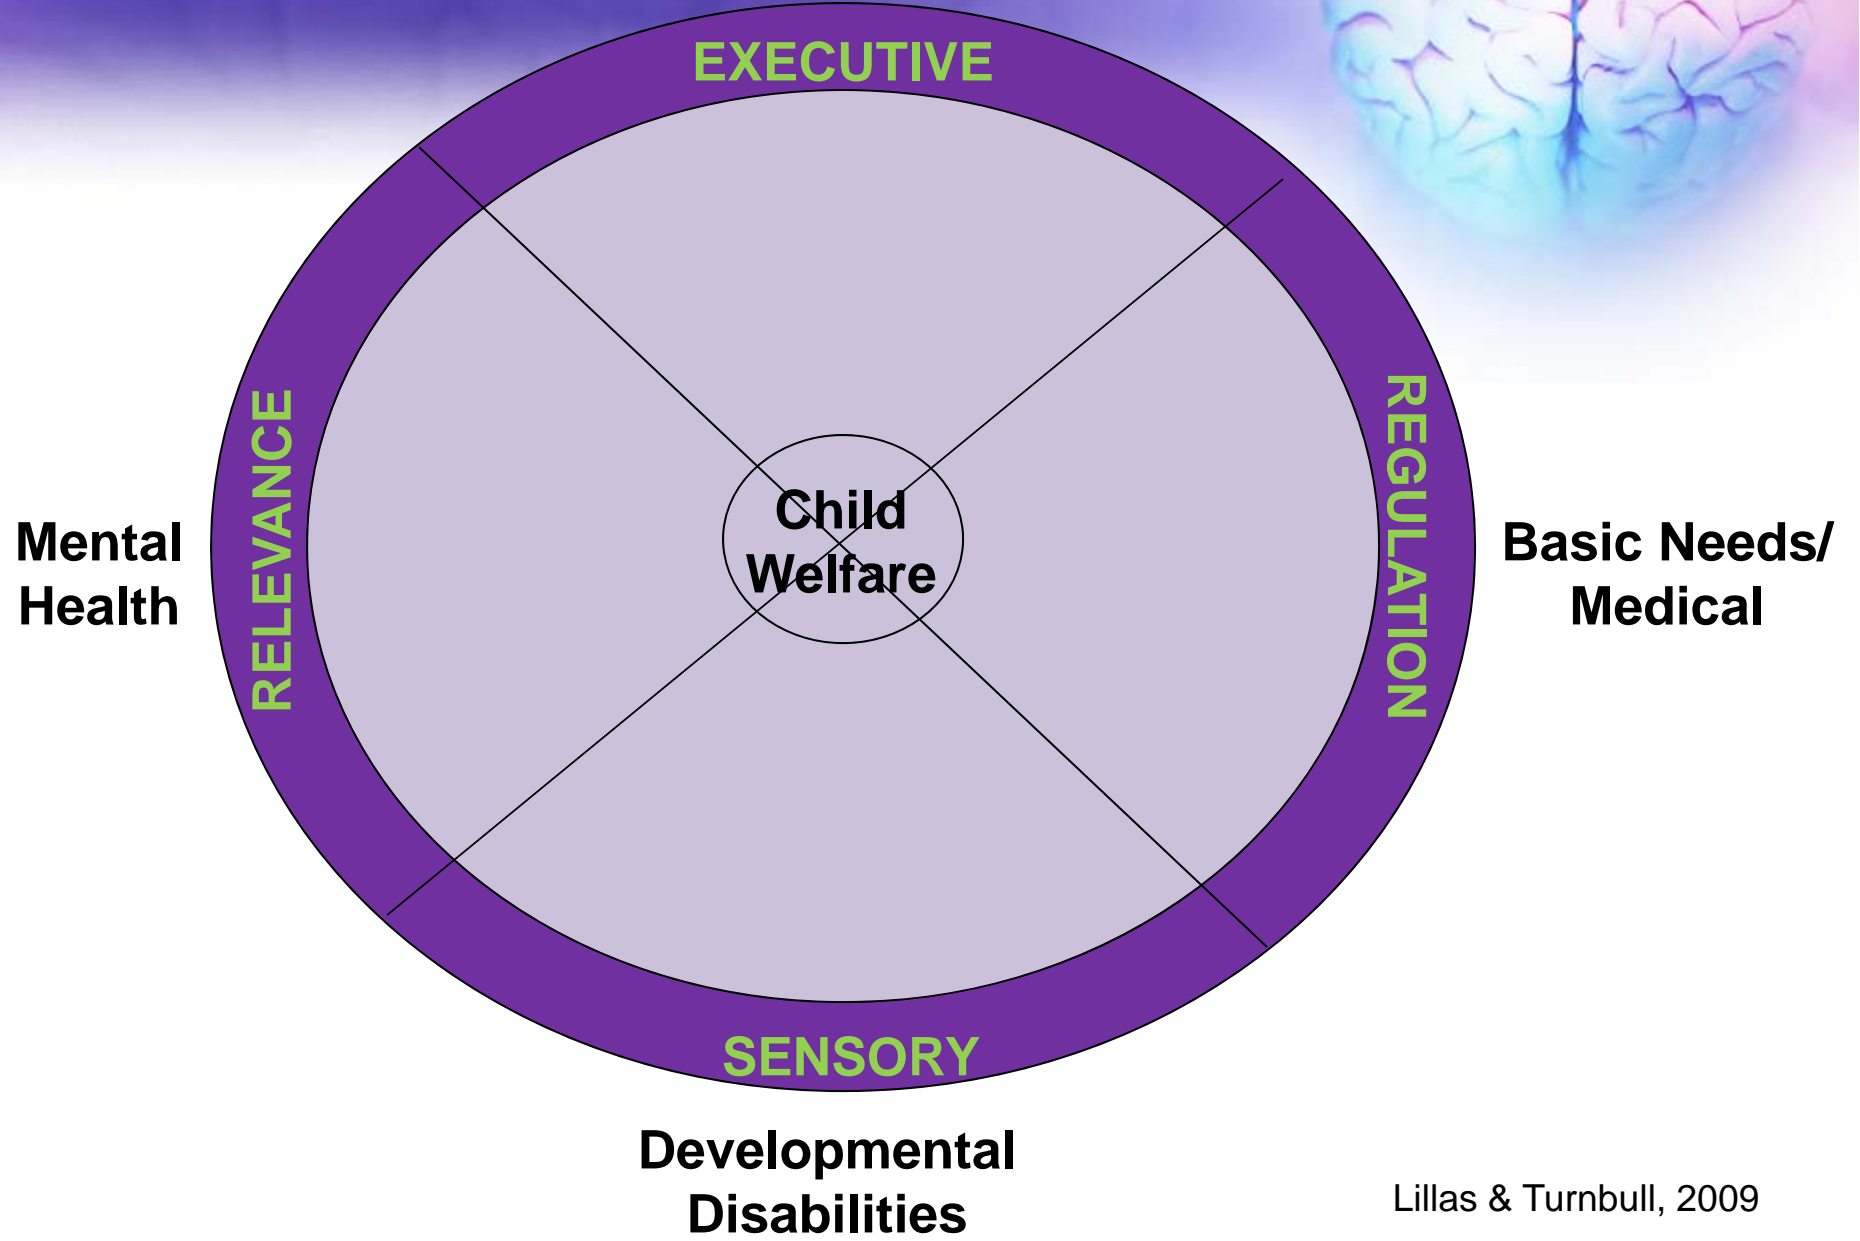 EXECUTIVE
RELEVANCE
REGULATION
Mental
Health
Child
Welfare
Basic Needs/
Medical
SENSORY
Developmental
Disabilities
Lillas & Turnbull, 2009